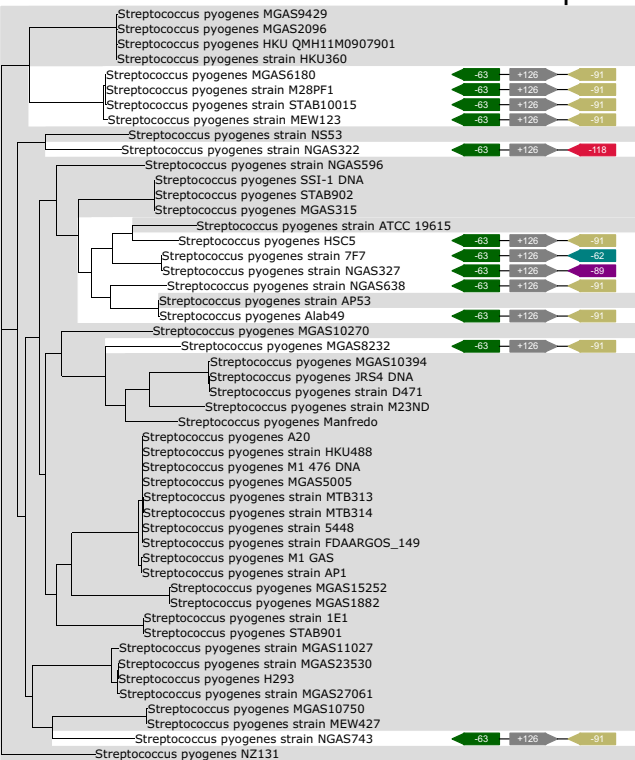 Streptococcus pyogenes MGAS9429
Streptococcus pyogenes MGAS2096
Streptococcus pyogenes HKU QMH11M0907901
Streptococcus pyogenes strain HKU360
Streptococcus pyogenes MGAS6180 -63 +126 -91
Streptococcus pyogenes strain M28PF1 -63 +126 -91
Streptococcus pyogenes strain STAB10015 -63 +126 -91
Streptococcus pyogenes strain MEW123 -63 +126 -91
Streptococcus pyogenes strain NS53
Streptococcus pyogenes strain NGAS322 -63 +126 -118
Streptococcus pyogenes strain NGAS596
Streptococcus pyogenes SSI-1 DNA
Streptococcus pyogenes STAB902
Streptococcus pyogenes MGAS315
Streptococcus pyogenes strain ATCC 19615
Streptococcus pyogenes HSC5 -63 +126 -91
Streptococcus pyogenes strain 7F7 -63 +126 -62
Streptococcus pyogenes strain NGAS327 -63 +126 -89
Streptococcus pyogenes strain NGAS638 -63 +126 -91
Streptococcus pyogenes strain AP53
Streptococcus pyogenes Alab49 -63 +126 -91
Streptococcus pyogenes MGAS10270
Streptococcus pyogenes MGAS8232 -63 +126 -91
Streptococcus pyogenes MGAS10394
Streptococcus pyogenes JRS4 DNA
Streptococcus pyogenes strain D471
Streptococcus pyogenes strain M23ND
Streptococcus pyogenes Manfredo
Streptococcus pyogenes A20
Streptococcus pyogenes strain HKU488
Streptococcus pyogenes M1 476 DNA
Streptococcus pyogenes MGAS5005
Streptococcus pyogenes strain MTB313
Streptococcus pyogenes strain MTB314
Streptococcus pyogenes strain 5448
Streptococcus pyogenes strain FDAARGOS_149
Streptococcus pyogenes M1 GAS
Streptococcus pyogenes strain AP1
Streptococcus pyogenes MGAS15252
Streptococcus pyogenes MGAS1882
Streptococcus pyogenes strain 1E1
Streptococcus pyogenes STAB901
Streptococcus pyogenes strain MGAS11027
Streptococcus pyogenes strain MGAS23530
Streptococcus pyogenes H293
Streptococcus pyogenes strain MGAS27061
Streptococcus pyogenes MGAS10750
Streptococcus pyogenes strain MEW427
Streptococcus pyogenes strain NGAS743 -63 +126 -91
Streptococcus pyogenes NZ131